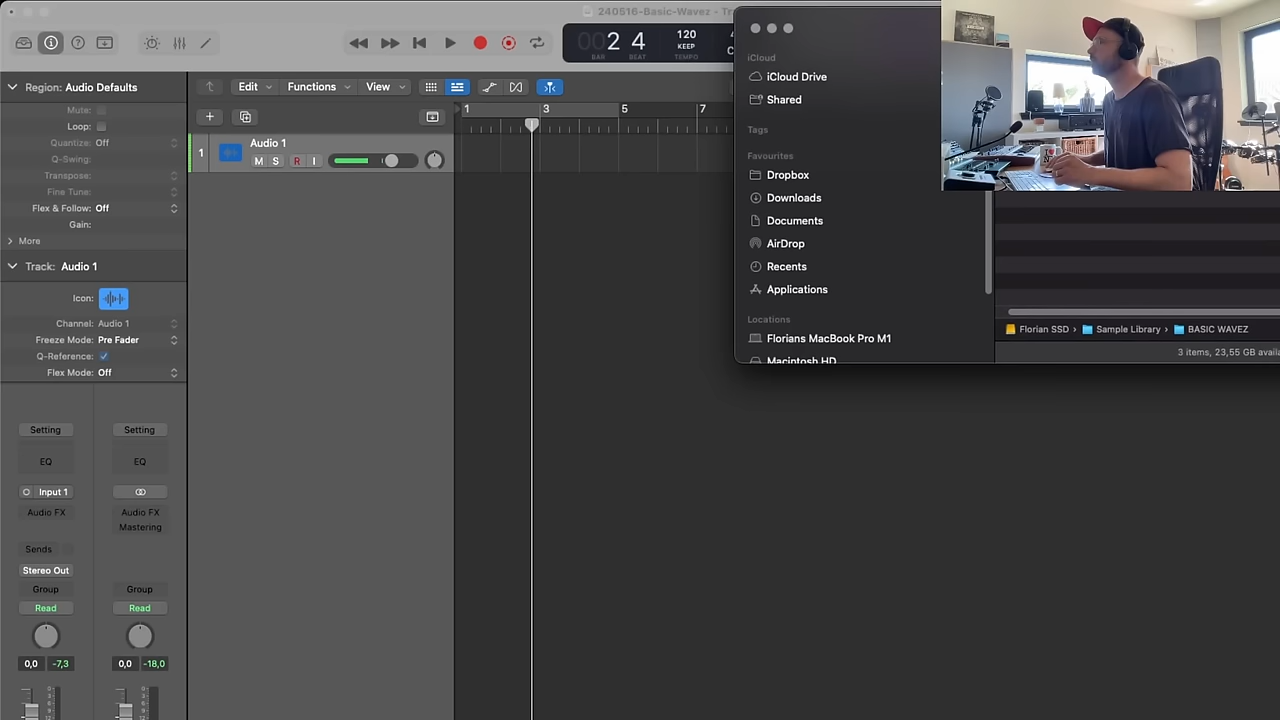 240516-Basic-Wavez - Tr
002 4
BAR BEAT
120
KEEP
TEMPO
4
C
Region: Audio Defaults
Mute:
Loop:
Quantize: Off
Q-Swing:
Transpose:
Fine Tune:
Flex & Follow: Off
Gain:
More
Track: Audio 1
Icon:
Channel: Audio 1
Freeze Mode: Pre Fader
Q-Reference:
Flex Mode: Off
Setting Setting
EQ EQ
Input 1
Audio FX Audio FX
Mastering
Sends
Stereo Out
Group Group
Read Read
0,0 -7,3 0,0 -18,0
Edit Functions View
1 3 5 7
1 Audio 1
M S R I
iCloud
iCloud Drive
Shared
Tags
Favourites
Dropbox
Downloads
Documents
AirDrop
Recents
Applications
Locations
Florians MacBook Pro M1
Macintosh HD
Florian SSD › Sample Library › BASIC WAVEZ
3 items, 23,55 GB availa